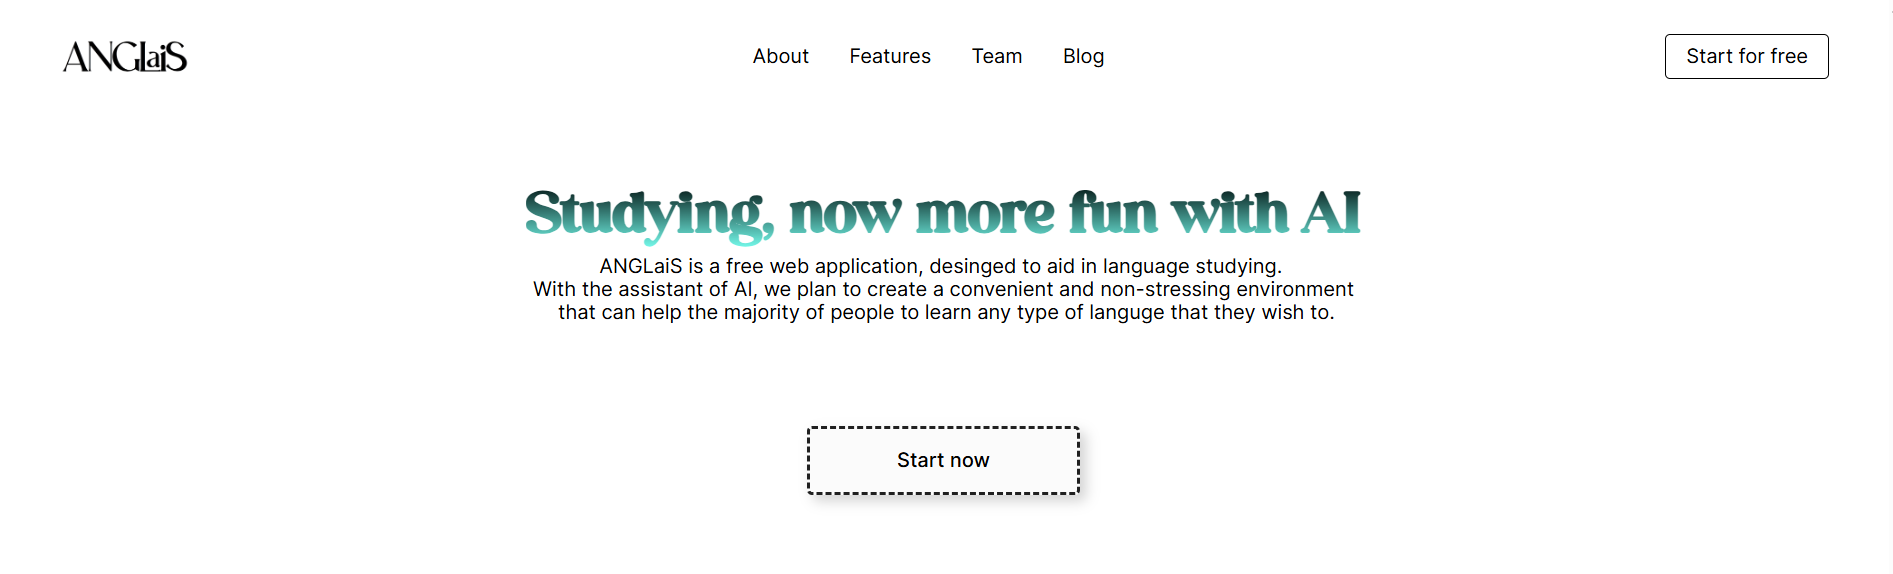 ANGLaiS
About Features Team Blog
Start for free
Studying, now more fun with AI
ANGLaiS is a free web application, desinged to aid in language studying.
With the assistant of AI, we plan to create a convenient and non-stressing environment
that can help the majority of people to learn any type of languge that they wish to.
Start now